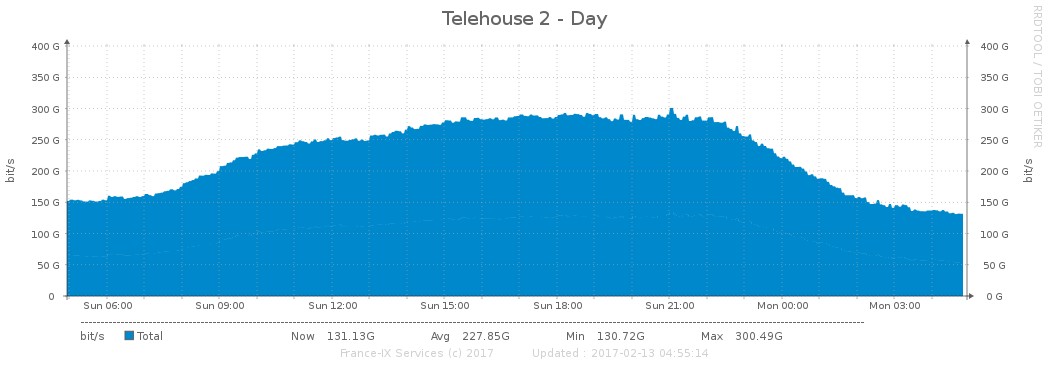 Telehouse 2 - Day
RRDTOOL / TOBI OETIKER
400 G 400 G
350 G 350 G
300 G 300 G
250 G 250 G
200 G 200 G
150 G 150 G
100 G 100 G
50 G 50 G
0 0 G
bit/s bit/s
Sun 06:00 Sun 09:00 Sun 12:00 Sun 15:00 Sun 18:00 Sun 21:00 Mon 00:00 Mon 03:00
bit/s Total Now 131.13G Avg 227.85G Min 130.72G Max 300.49G
France-IX Services (c) 2017 Updated : 2017-02-13 04:55:14